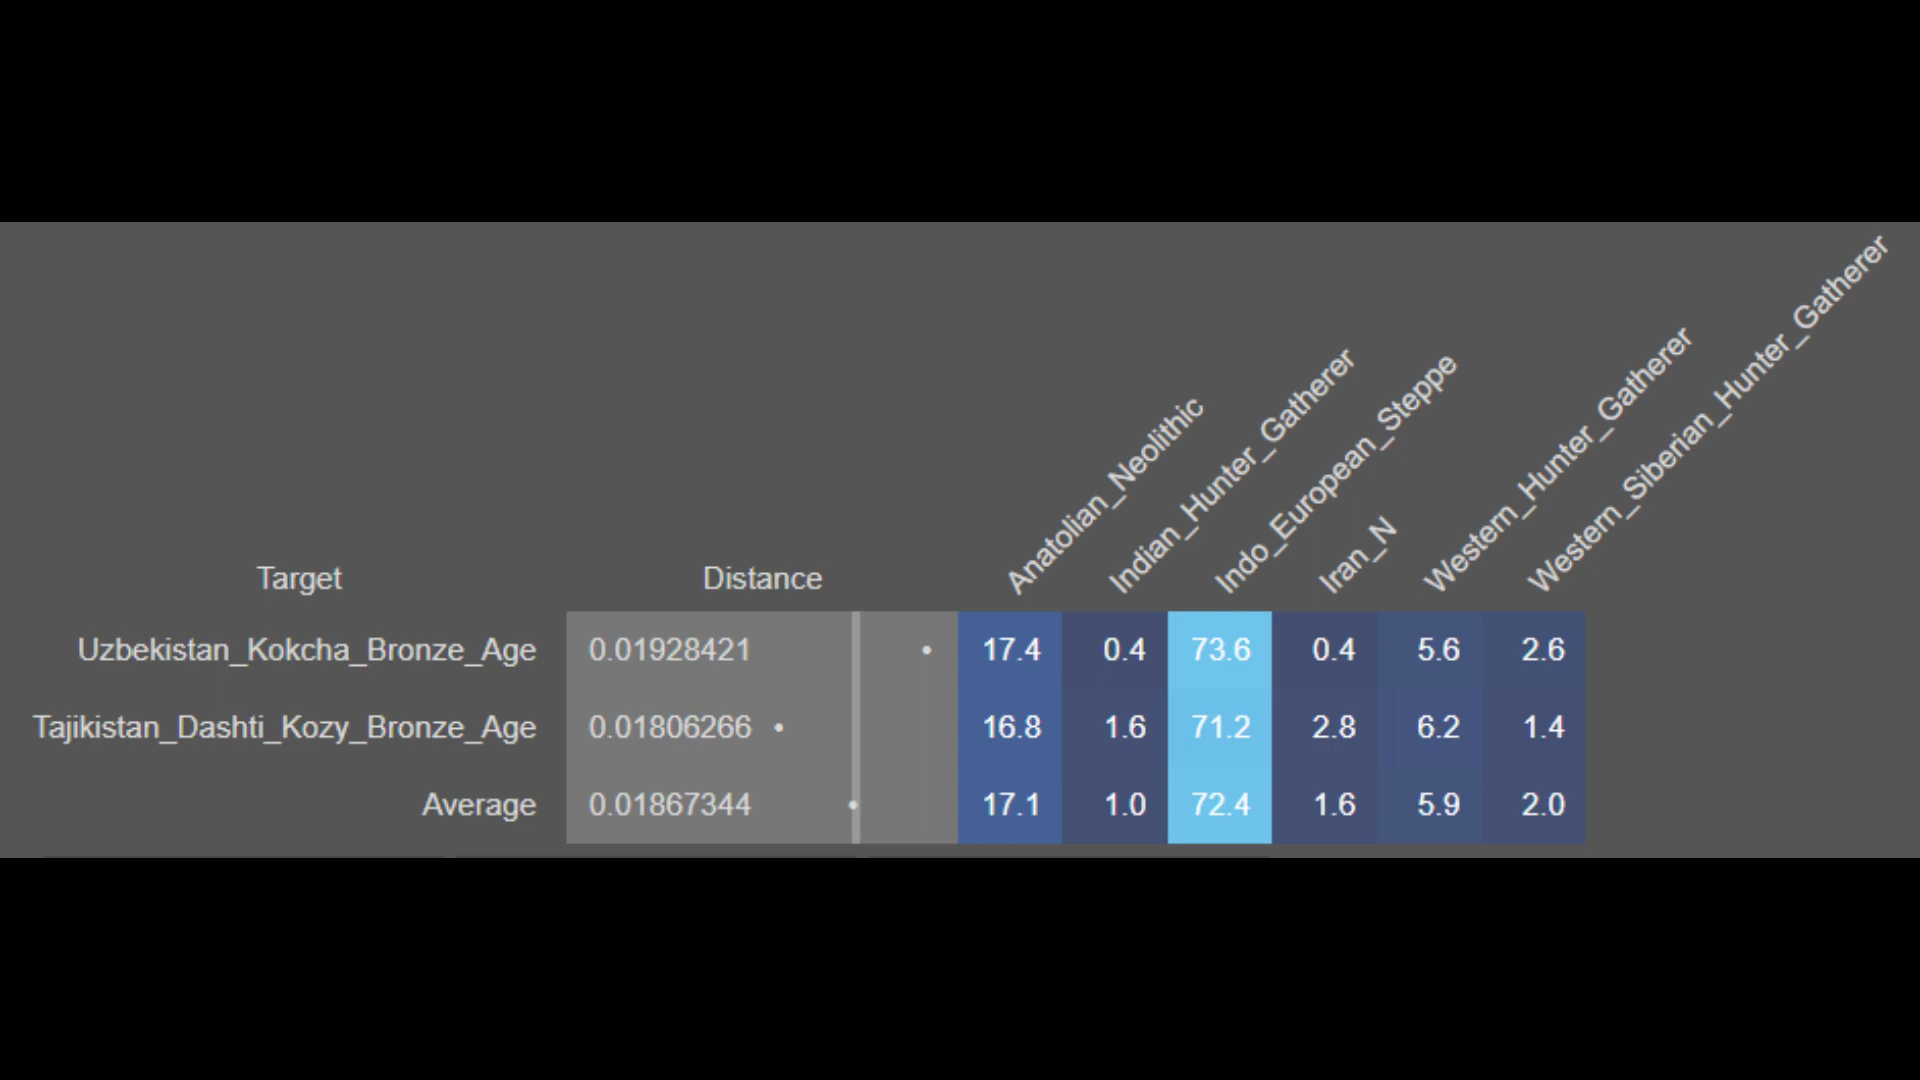 Anatolian_Neolithic
Indian_Hunter_Gatherer
Indo_European_Steppe
Iran_N
Western_Hunter_Gatherer
Western_Siberian_Hunter_Gatherer
Target Distance
Uzbekistan_Kokcha_Bronze_Age 0.01928421 17.4 0.4 73.6 0.4 5.6 2.6
Tajikistan_Dashti_Kozy_Bronze_Age 0.01806266 16.8 1.6 71.2 2.8 6.2 1.4
Average 0.01867344 17.1 1.0 72.4 1.6 5.9 2.0